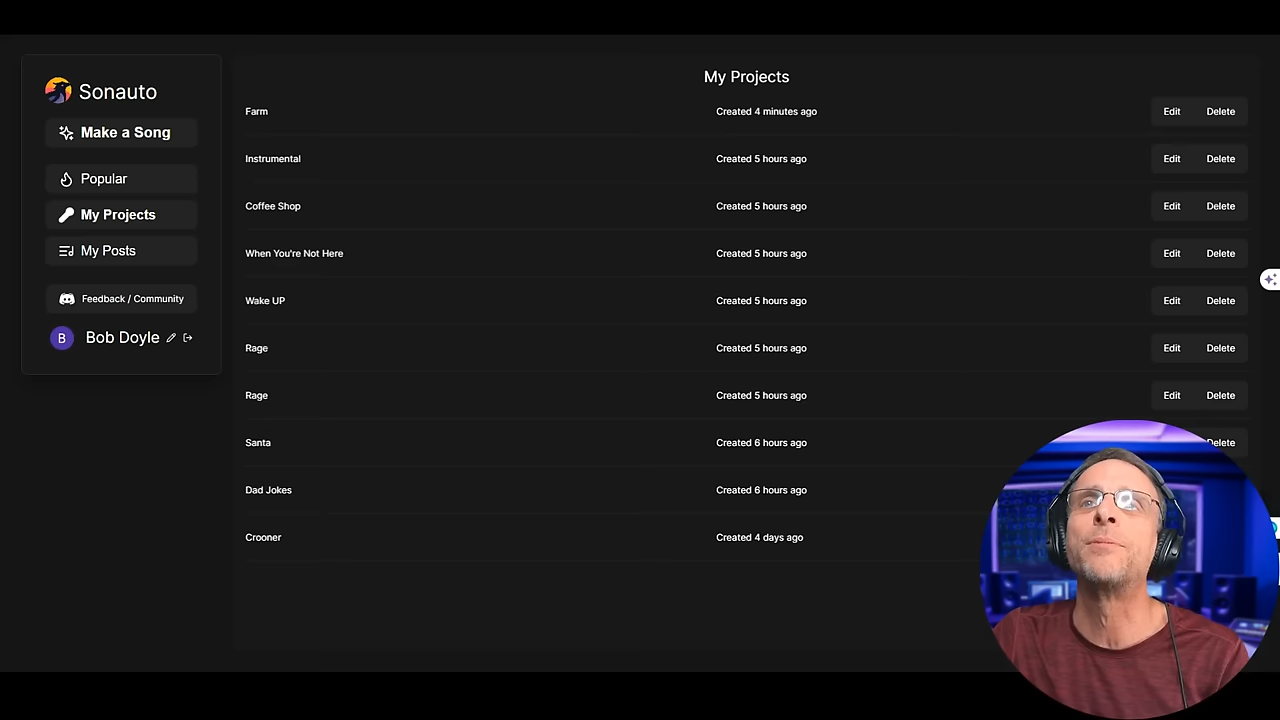 Sonauto
Make a Song
Popular
My Projects
My Posts
Feedback / Community
B Bob Doyle
My Projects
Farm Created 4 minutes ago Edit Delete
Instrumental Created 5 hours ago Edit Delete
Coffee Shop Created 5 hours ago Edit Delete
When You're Not Here Created 5 hours ago Edit Delete
Wake UP Created 5 hours ago Edit Delete
Rage Created 5 hours ago Edit Delete
Rage Created 5 hours ago Edit Delete
Santa Created 6 hours ago Delete
Dad Jokes Created 6 hours ago
Crooner Created 4 days ago